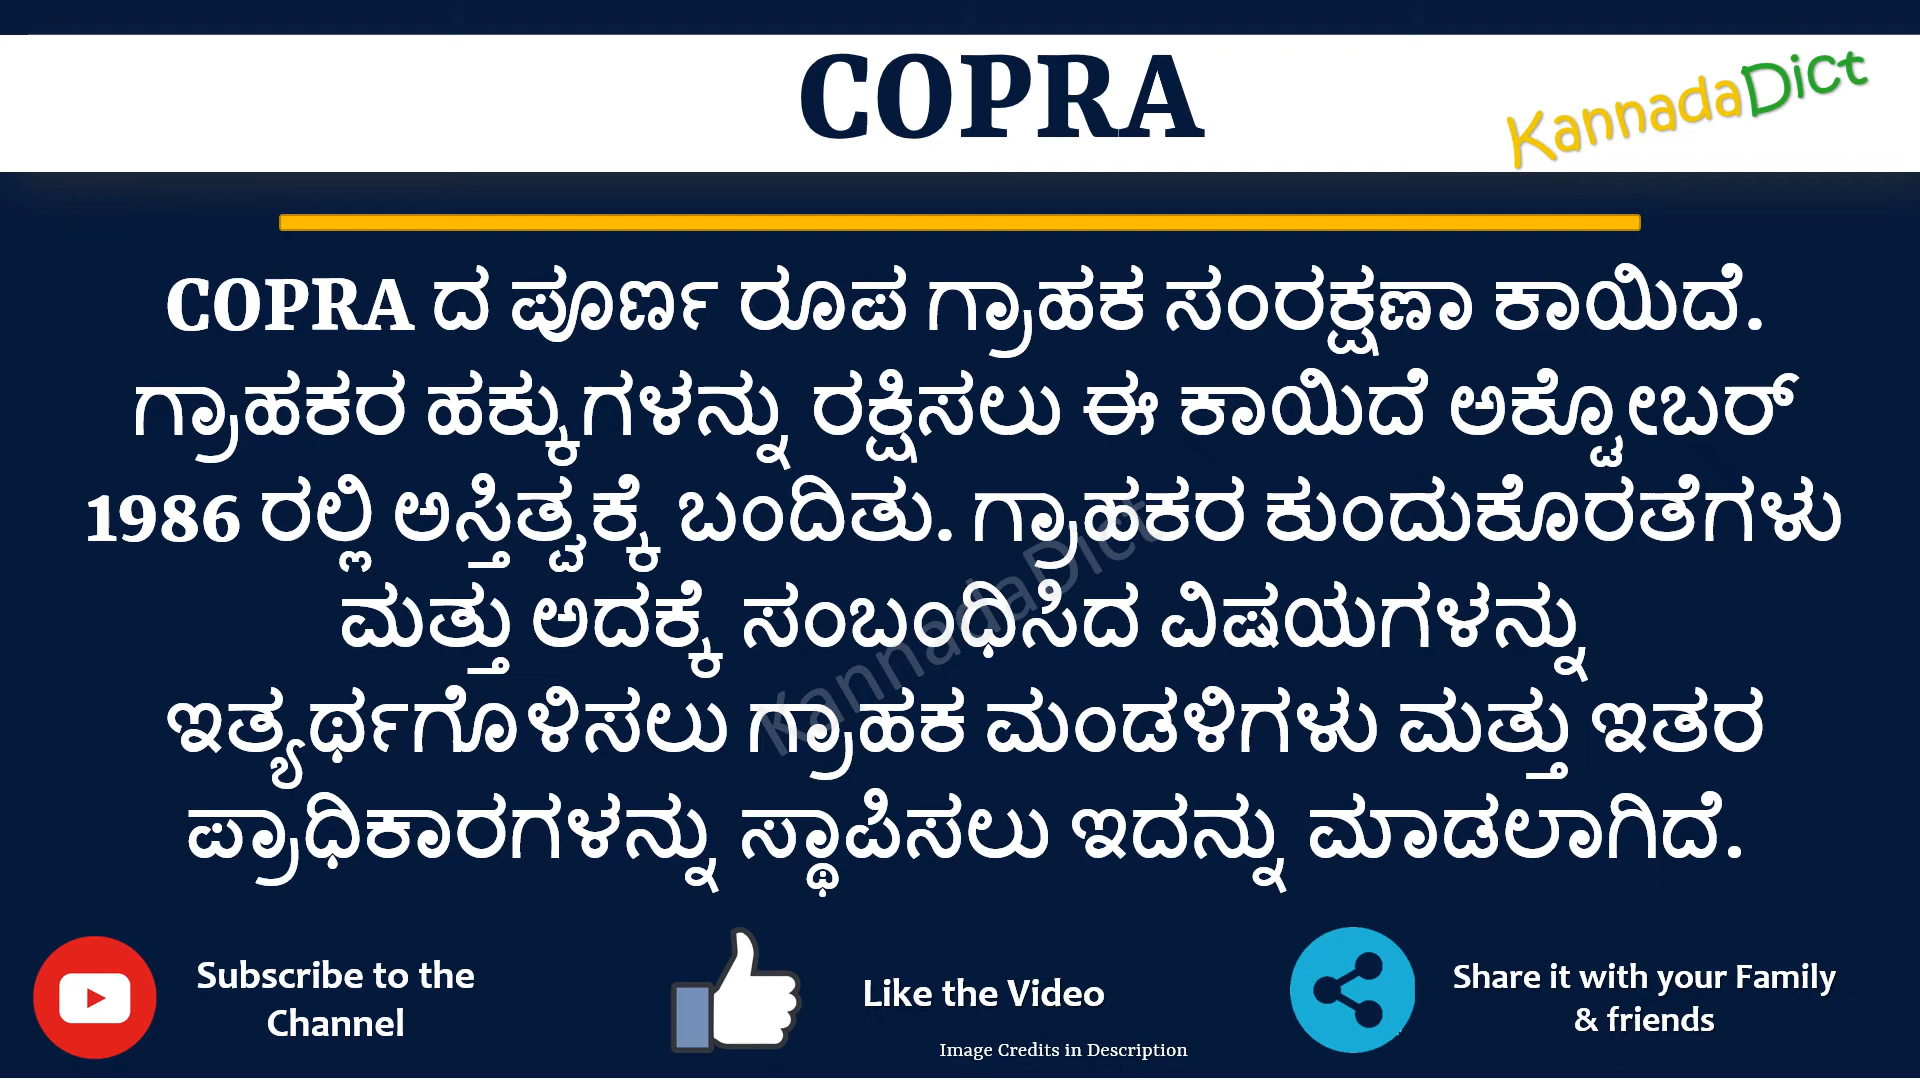 COPRA
KannadaDict
COPRA ದ ಪೂರ್ಣ ರೂಪ ಗ್ರಾಹಕ ಸಂರಕ್ಷಣಾ ಕಾಯಿದೆ.
ಗ್ರಾಹಕರ ಹಕ್ಕುಗಳನ್ನು ರಕ್ಷಿಸಲು ಈ ಕಾಯಿದೆ ಅಕ್ಟೋಬರ್
1986 ರಲ್ಲಿ ಅಸ್ತಿತ್ವಕ್ಕೆ ಬಂದಿತು. ಗ್ರಾಹಕರ ಕುಂದುಕೊರತೆಗಳು
ಮತ್ತು ಅದಕ್ಕೆ ಸಂಬಂಧಿಸಿದ ವಿಷಯಗಳನ್ನು
ಇತ್ಯರ್ಥಗೊಳಿಸಲು ಗ್ರಾಹಕ ಮಂಡಳಿಗಳು ಮತ್ತು ಇತರ
ಪ್ರಾಧಿಕಾರಗಳನ್ನು ಸ್ಥಾಪಿಸಲು ಇದನ್ನು ಮಾಡಲಾಗಿದೆ.
KannadaDict
Subscribe to the
Channel
Like the Video
Share it with your Family
& friends
Image Credits in Description